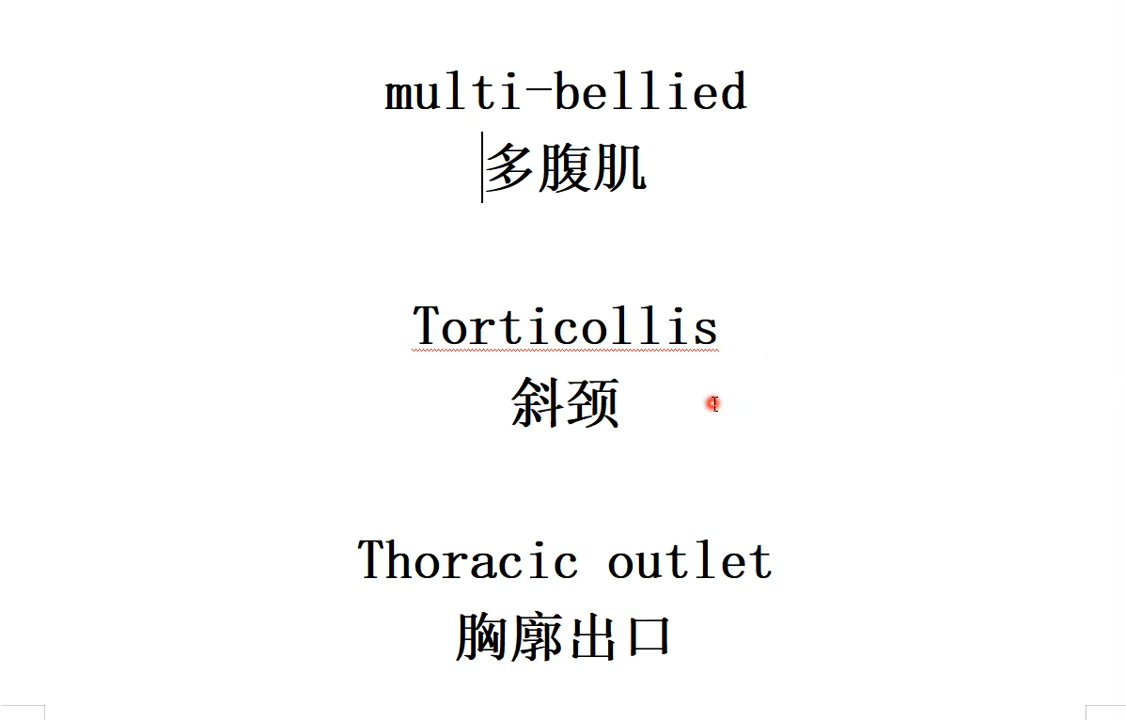 multi-bellied
多腹肌
Torticollis
斜颈
Thoracic outlet
胸廓出口